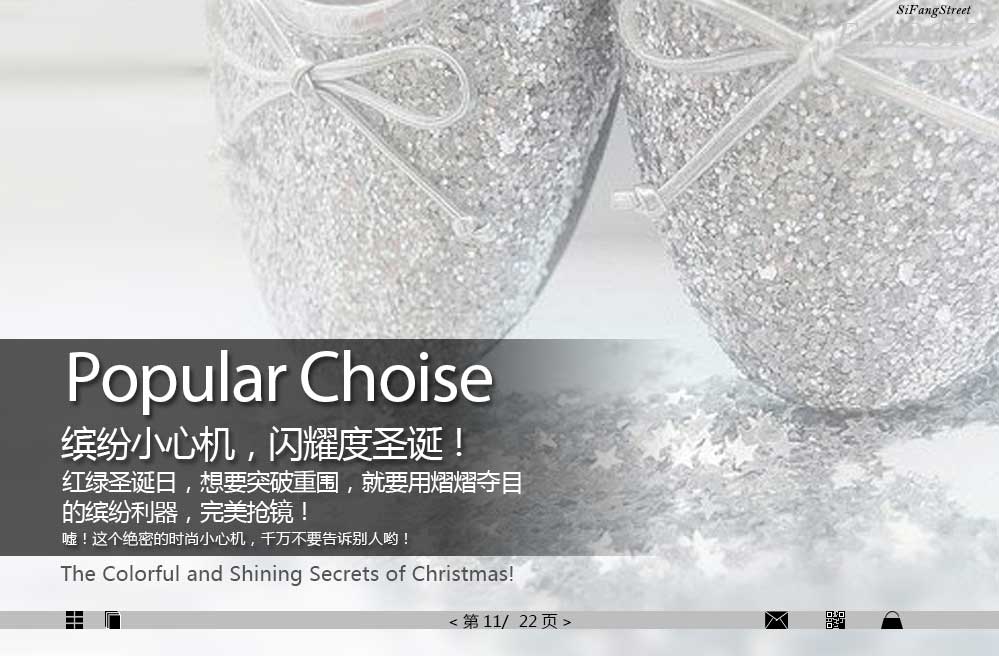 SiFangStreet
Popular Choise
缤纷小心机，闪耀度圣诞！
红绿圣诞日，想要突破重围，就要用熠熠夺目
的缤纷利器，完美抢镜！
嘘！这个绝密的时尚小心机，千万不要告诉别人哟！
The Colorful and Shining Secrets of Christmas!
< 第 11/ 22 页 >